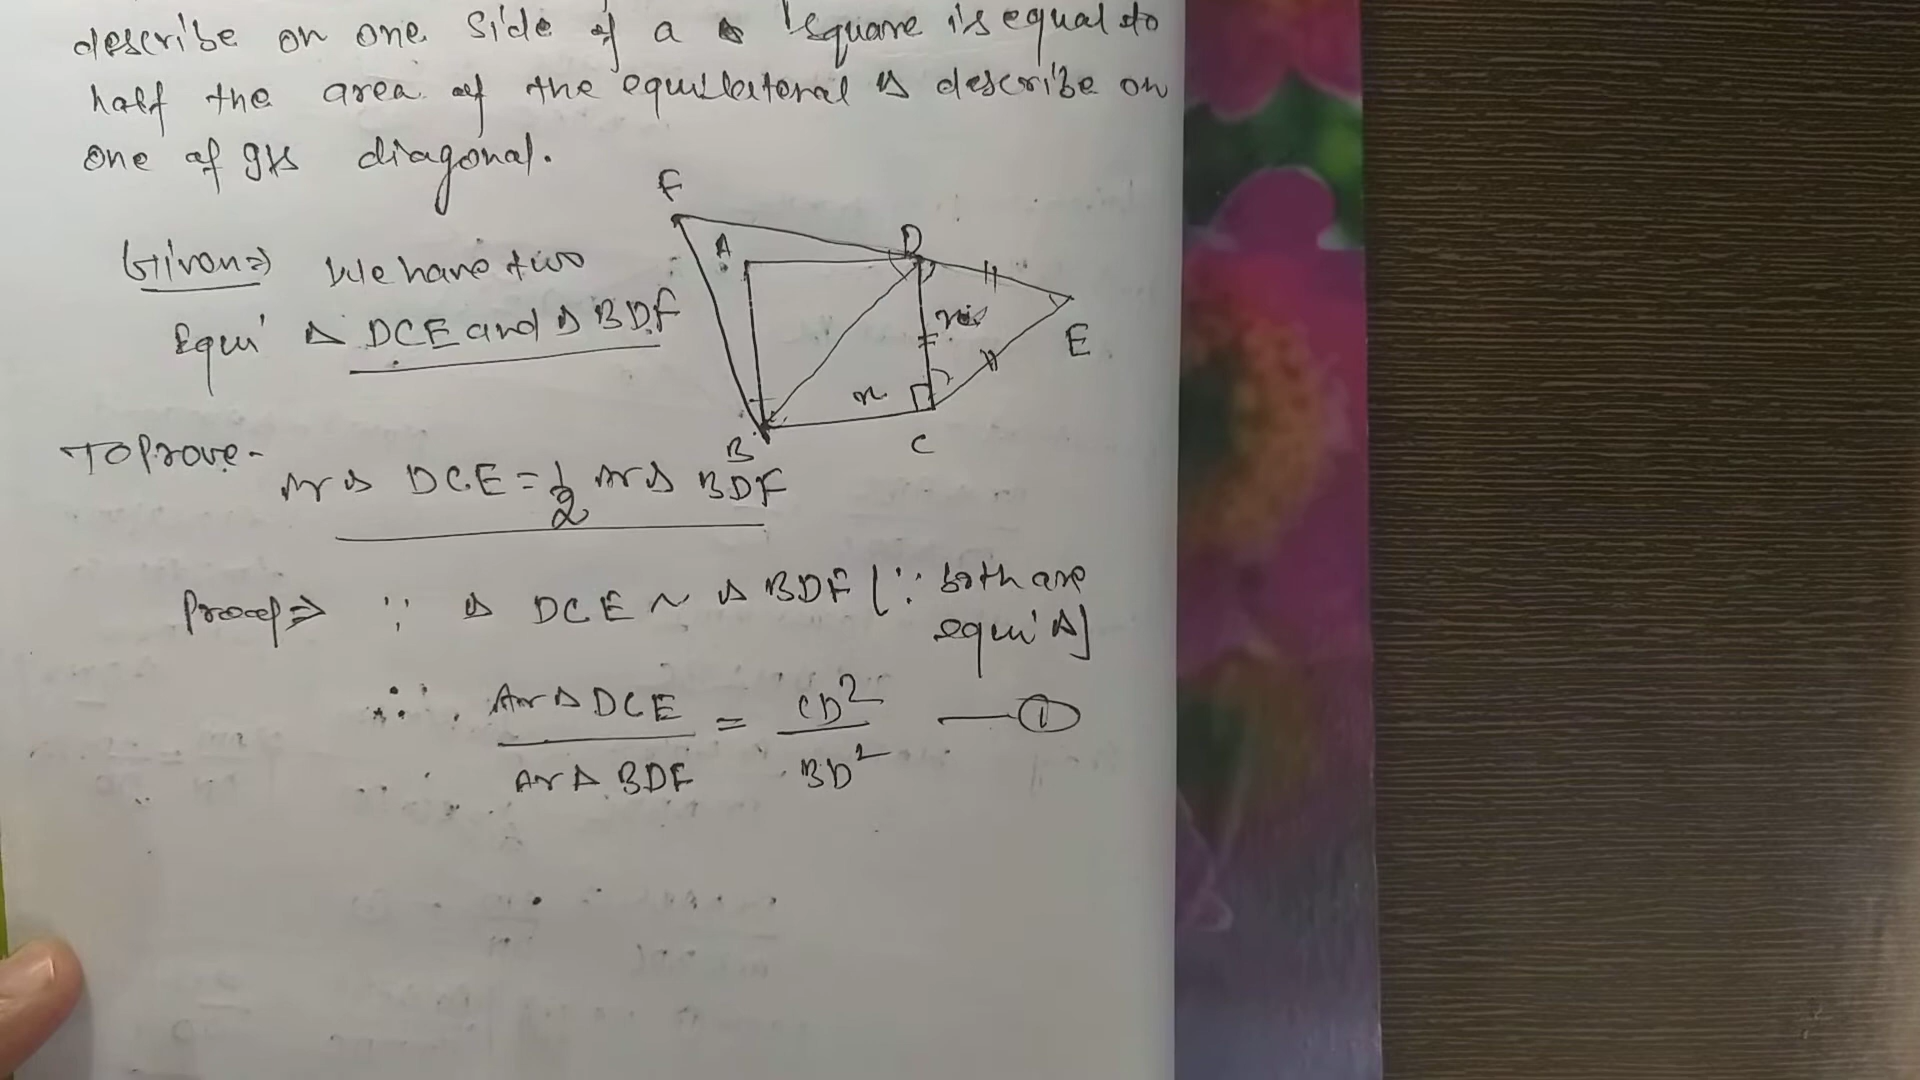 describe on one side of a square is equal to
half the area of the equilateral Δ describe on
one of its diagonal.
F
A
D
E
B
C
x
Given ⇒ We have two
Equi' Δ DCE and Δ BDF
To Prove -
Ar Δ DCE = 1/2 Ar Δ BDF
Proof ⇒ ∵ Δ DCE ~ Δ BDF [∵ both are
equi' Δ]
∴ Ar Δ DCE / Ar Δ BDF = CD² / BD² — ①